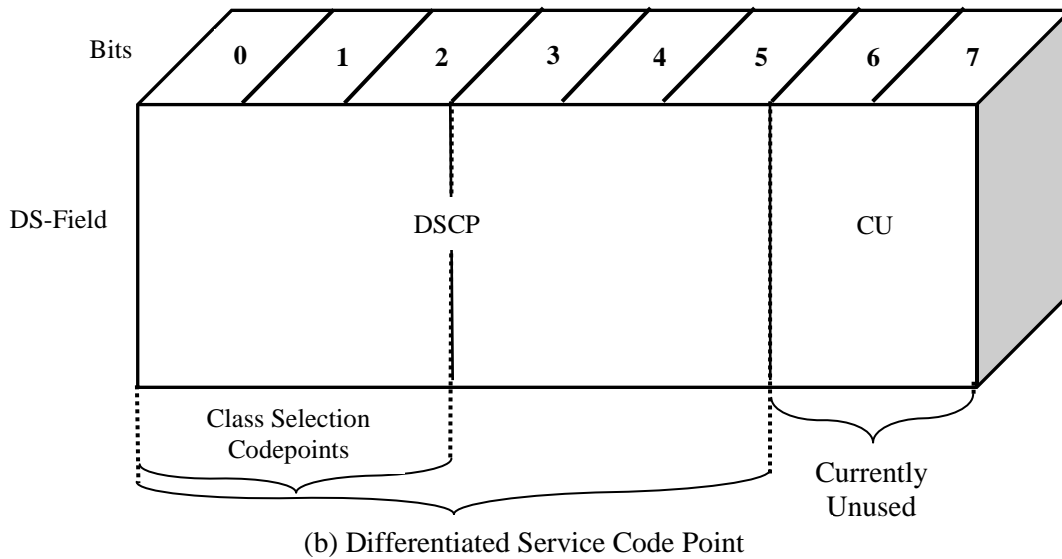 Bits 0 1 2 3 4 5 6 7
DS-Field DSCP CU
Class Selection
Codepoints
Currently
Unused
(b) Differentiated Service Code Point